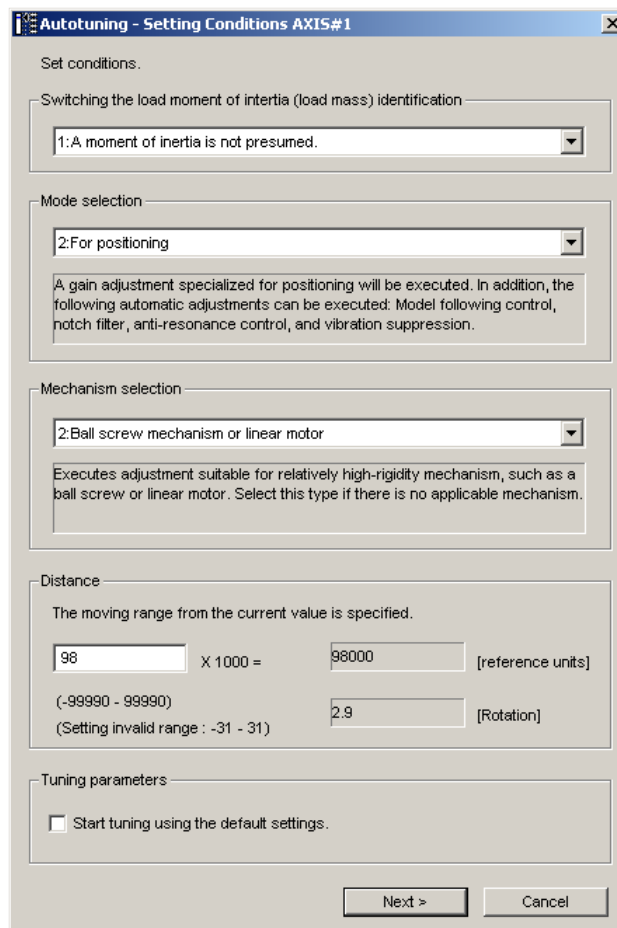 Autotuning - Setting Conditions AXIS#1
Set conditions.
Switching the load moment of intertia (load mass) identification
1:A moment of inertia is not presumed.
Mode selection
2:For positioning
A gain adjustment specialized for positioning will be executed. In addition, the
following automatic adjustments can be executed: Model following control,
notch filter, anti-resonance control, and vibration suppression.
Mechanism selection
2:Ball screw mechanism or linear motor
Executes adjustment suitable for relatively high-rigidity mechanism, such as a
ball screw or linear motor. Select this type if there is no applicable mechanism.
Distance
The moving range from the current value is specified.
98 X 1000 = 98000 [reference units]
(-99990 - 99990)
2.9 [Rotation]
(Setting invalid range : -31 - 31)
Tuning parameters
Start tuning using the default settings.
Next > Cancel